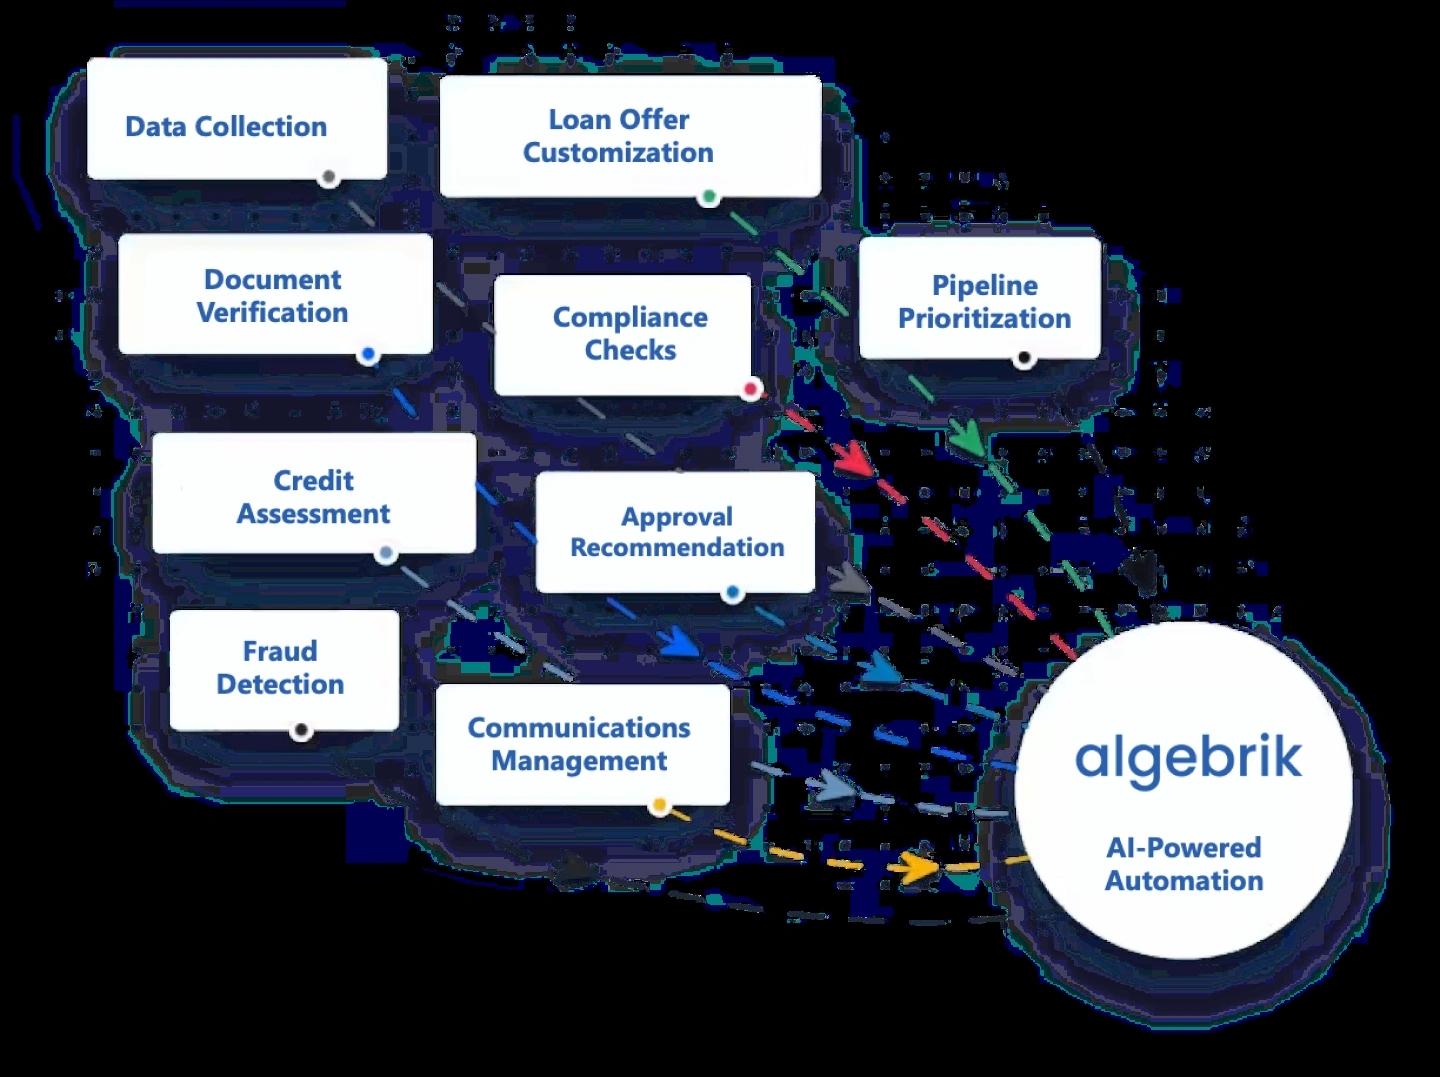 Data Collection
Loan Offer
Customization
Document
Verification
Compliance
Checks
Pipeline
Prioritization
Credit
Assessment
Approval
Recommendation
Fraud
Detection
Communications
Management
algebrik
AI-Powered
Automation